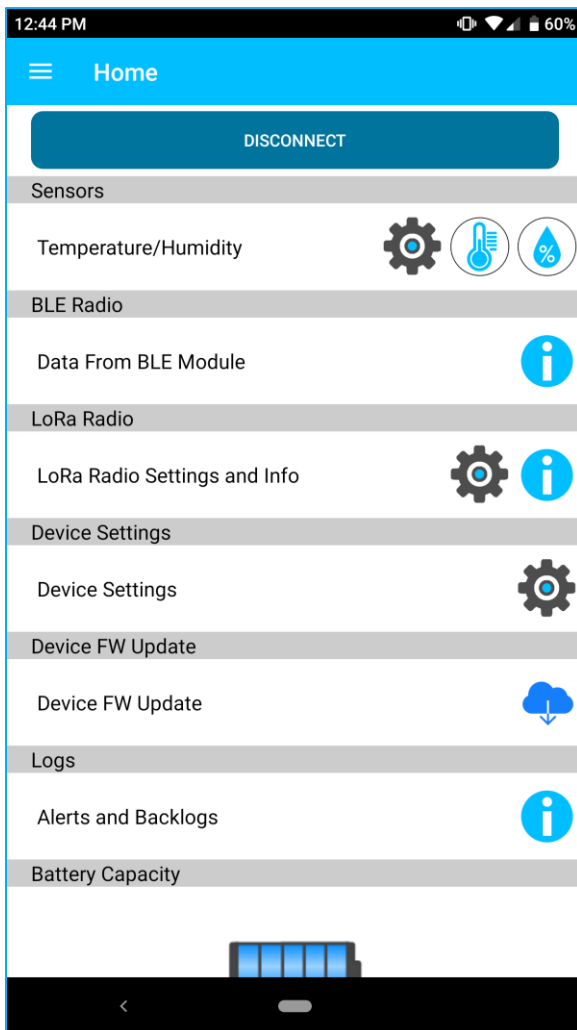 12:44 PM 60%
Home
DISCONNECT
Sensors
Temperature/Humidity %
BLE Radio
Data From BLE Module i
LoRa Radio
LoRa Radio Settings and Info i
Device Settings
Device Settings
Device FW Update
Device FW Update
Logs
Alerts and Backlogs i
Battery Capacity